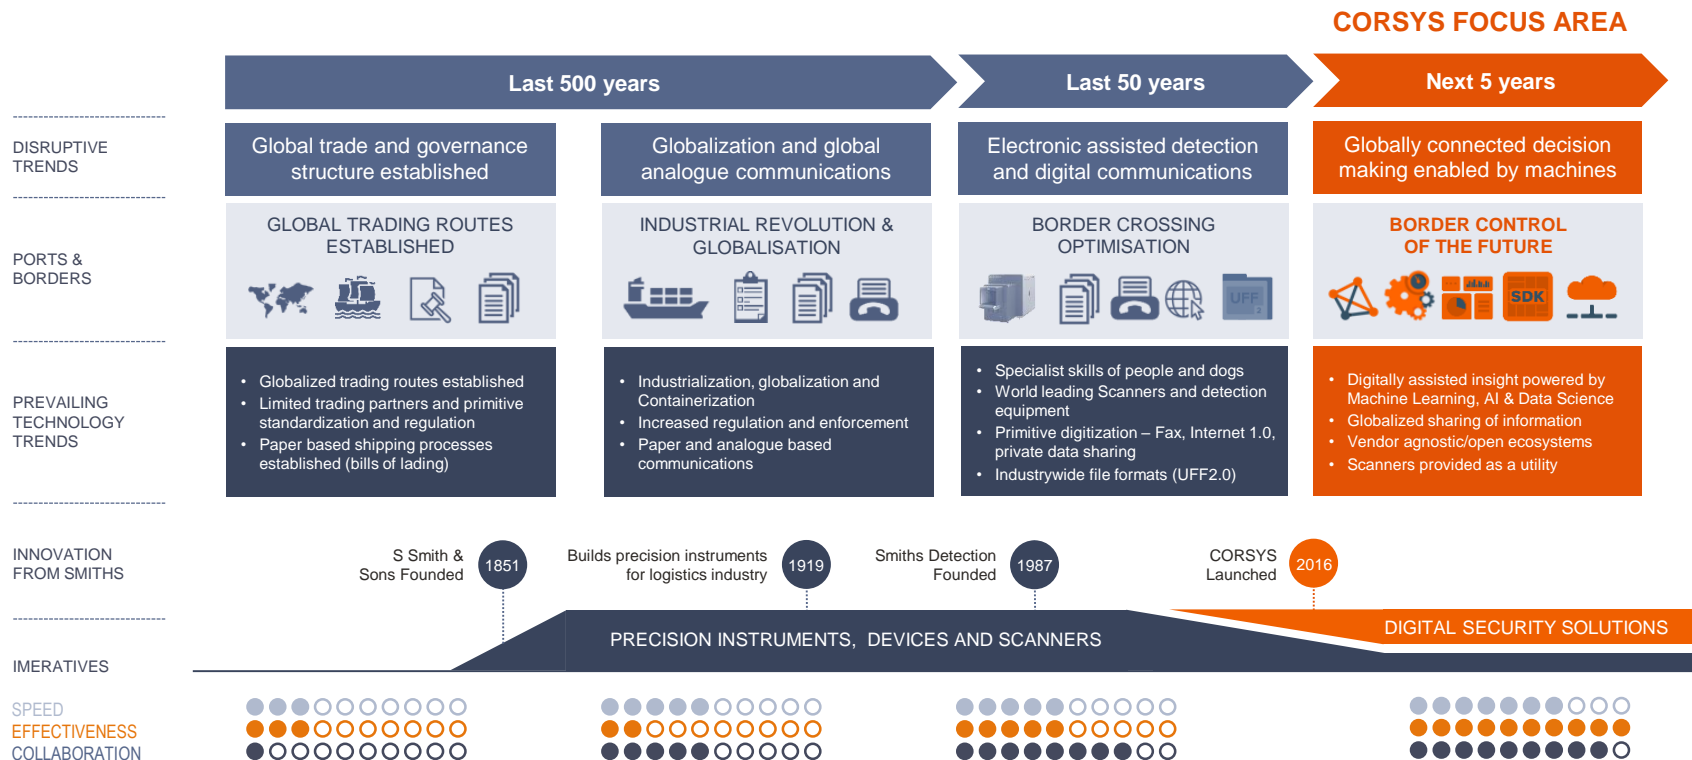 CORSYS FOCUS AREA
Last 500 years
Last 50 years
Next 5 years
DISRUPTIVE
TRENDS
Global trade and governance
structure established
Globalization and global
analogue communications
Electronic assisted detection
and digital communications
Globally connected decision
making enabled by machines
PORTS &
BORDERS
GLOBAL TRADING ROUTES
ESTABLISHED
INDUSTRIAL REVOLUTION &
GLOBALISATION
BORDER CROSSING
OPTIMISATION
UFF
2
BORDER CONTROL
OF THE FUTURE
SDK
PREVAILING
TECHNOLOGY
TRENDS
• Globalized trading routes established
• Limited trading partners and primitive
standardization and regulation
• Paper based shipping processes
established (bills of lading)
• Industrialization, globalization and
Containerization
• Increased regulation and enforcement
• Paper and analogue based
communications
• Specialist skills of people and dogs
• World leading Scanners and detection
equipment
• Primitive digitization – Fax, Internet 1.0,
private data sharing
• Industrywide file formats (UFF2.0)
• Digitally assisted insight powered by
Machine Learning, AI & Data Science
• Globalized sharing of information
• Vendor agnostic/open ecosystems
• Scanners provided as a utility
INNOVATION
FROM SMITHS
S Smith &
Sons Founded
1851
Builds precision instruments
for logistics industry
1919
Smiths Detection
Founded
1987
CORSYS
Launched
2016
PRECISION INSTRUMENTS, DEVICES AND SCANNERS
DIGITAL SECURITY SOLUTIONS
IMERATIVES
SPEED
EFFECTIVENESS
COLLABORATION